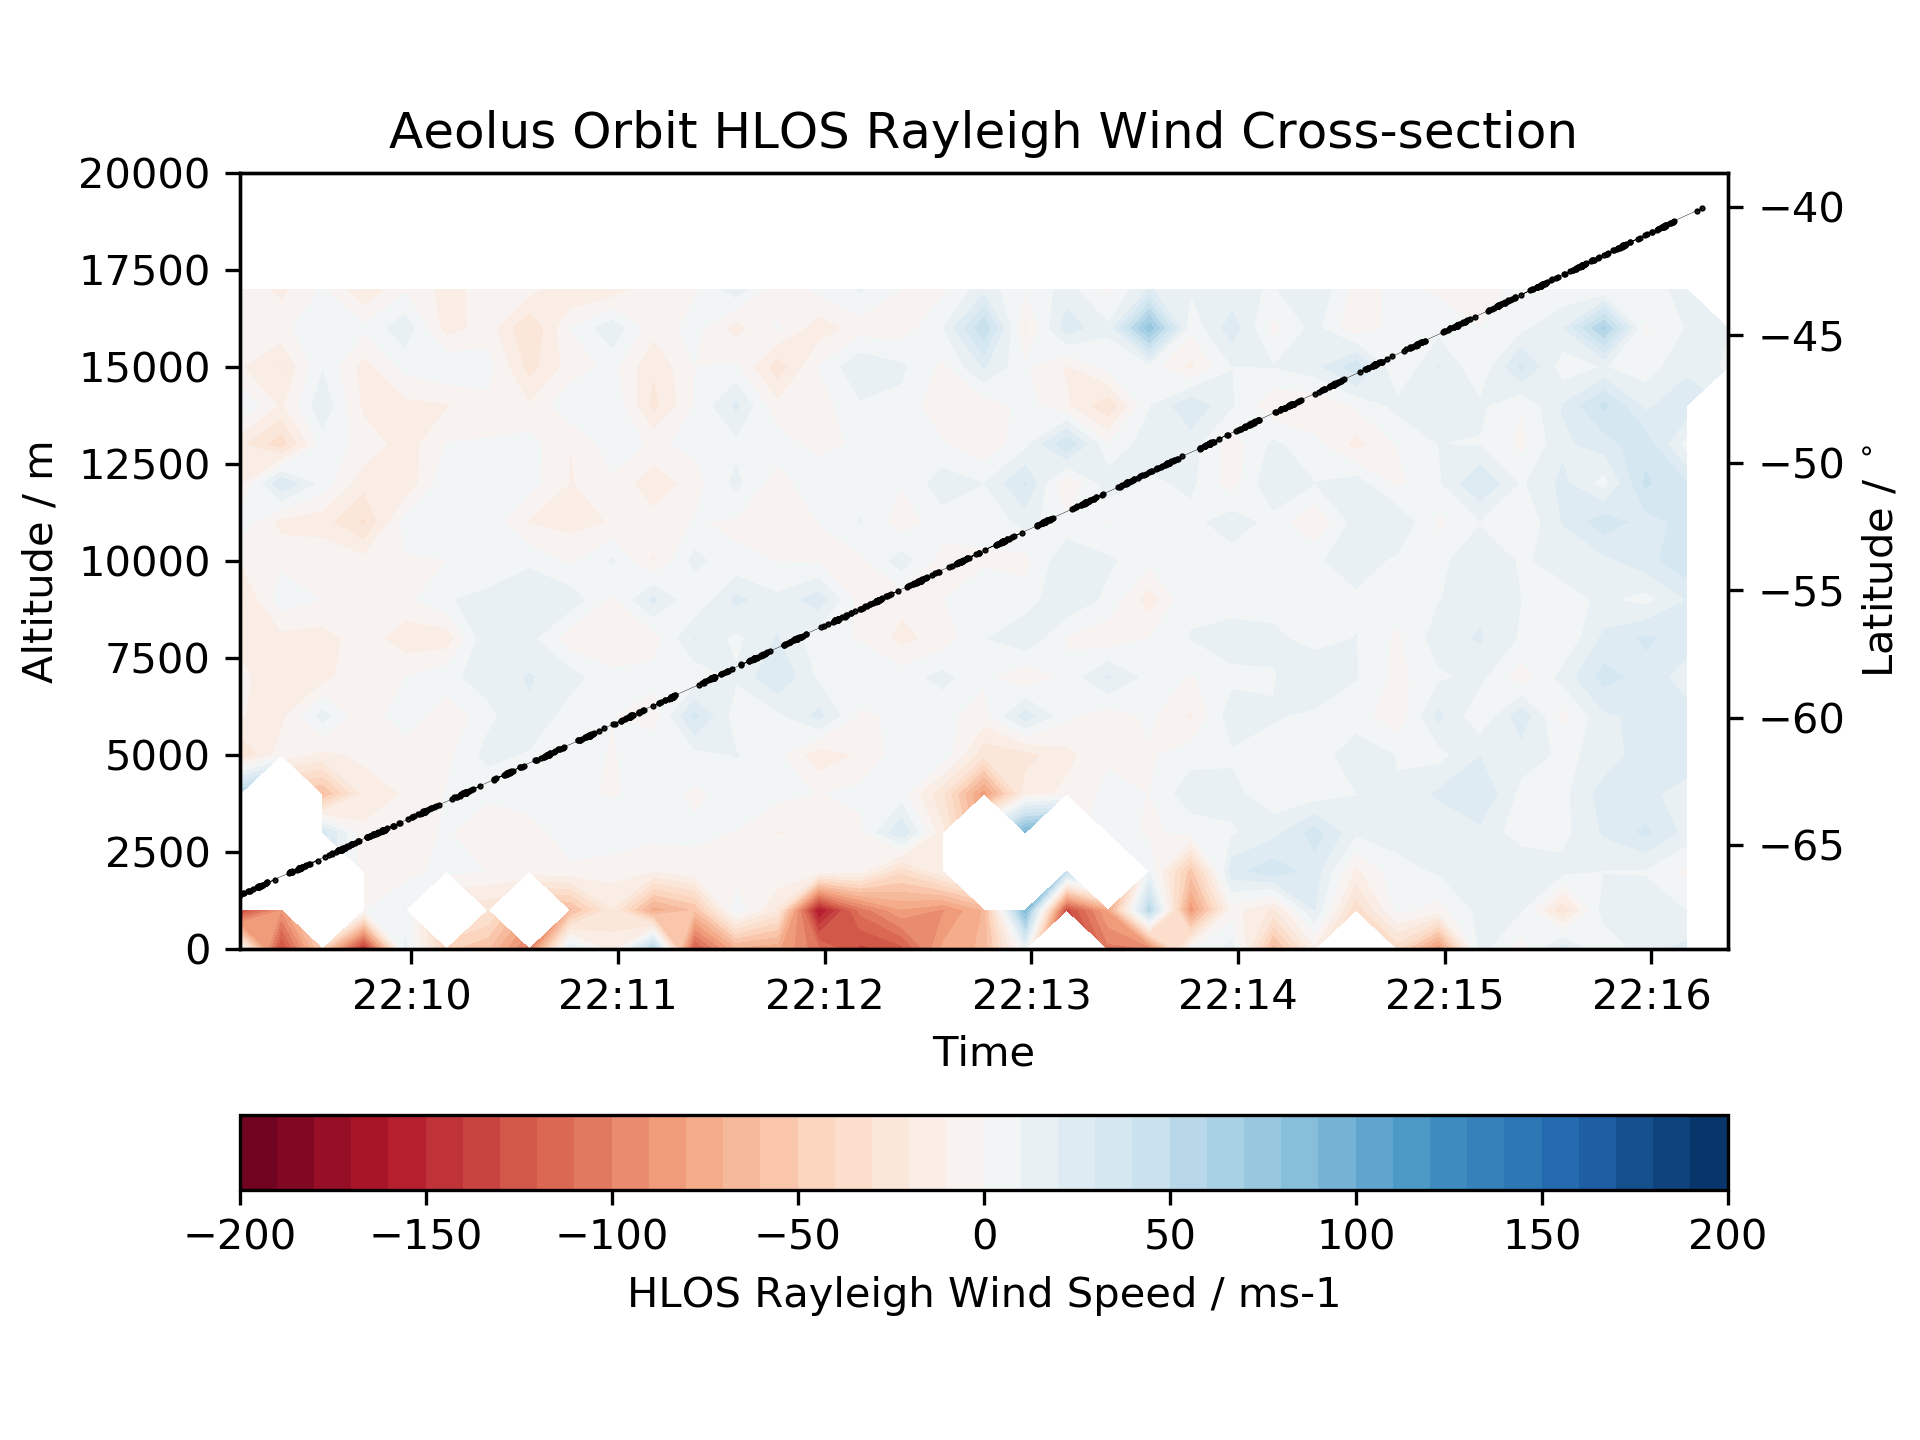 Aeolus Orbit HLOS Rayleigh Wind Cross-section
20000
17500
15000
12500
10000
7500
5000
2500
0
Altitude / m
−40
−45
−50
−55
−60
−65
Latitude / °
22:10 22:11 22:12 22:13 22:14 22:15 22:16
Time
−200 −150 −100 −50 0 50 100 150 200
HLOS Rayleigh Wind Speed / ms-1